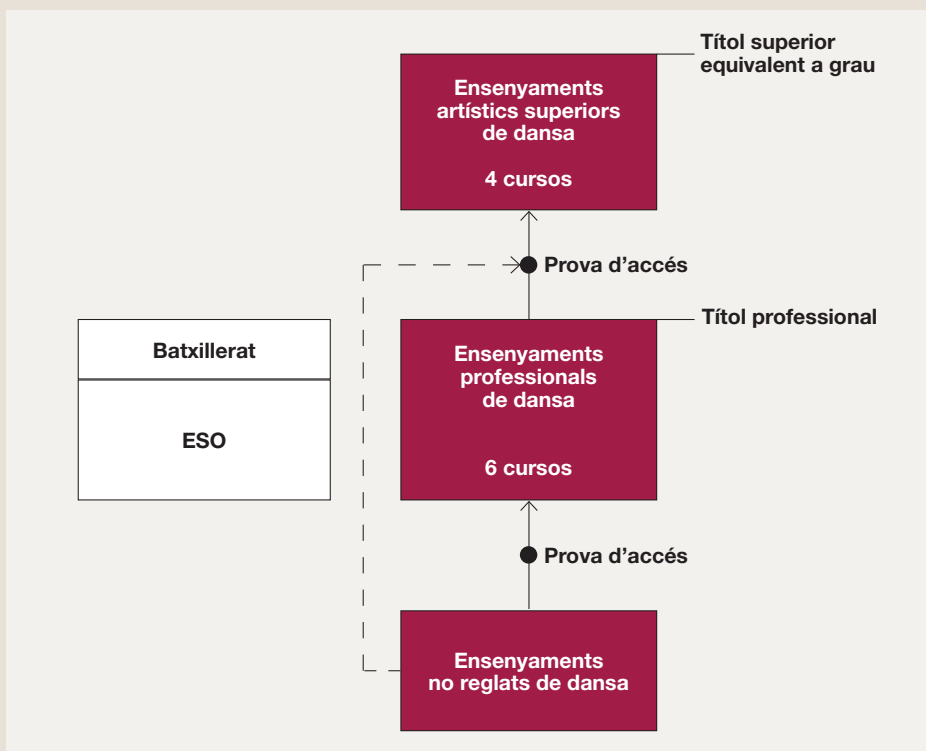 Títol superior
equivalent a grau
Ensenyaments
artístics superiors
de dansa
4 cursos
Prova d'accés
Títol professional
Batxillerat
ESO
Ensenyaments
professionals
de dansa
6 cursos
Prova d'accés
Ensenyaments
no reglats de dansa